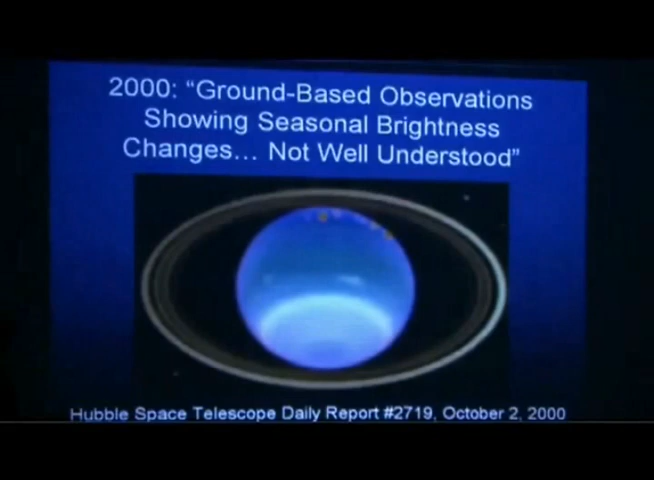 2000: “Ground-Based Observations
Showing Seasonal Brightness
Changes... Not Well Understood”
Hubble Space Telescope Daily Report #2719, October 2, 2000